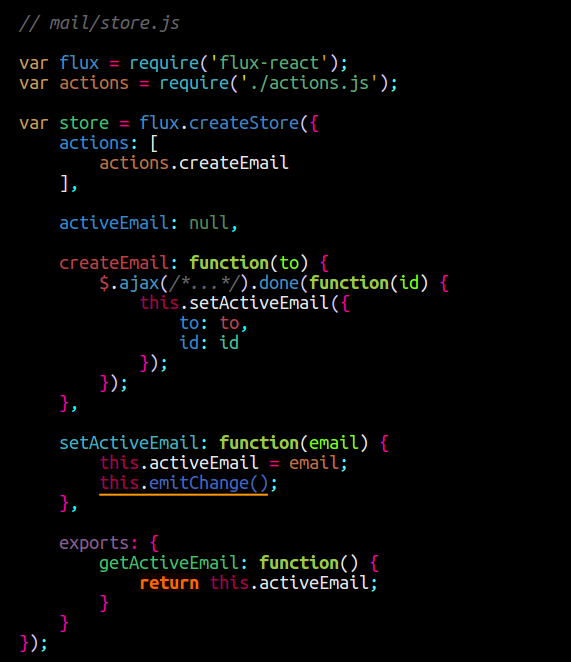 // mail/store.js
var flux = require('flux-react');
var actions = require('./actions.js');
var store = flux.createStore({
actions: [
actions.createEmail
],
activeEmail: null,
createEmail: function(to) {
$.ajax(/*...*/).done(function(id) {
this.setActiveEmail({
to: to,
id: id
});
});
},
setActiveEmail: function(email) {
this.activeEmail = email;
this.emitChange();
},
exports: {
getActiveEmail: function() {
return this.activeEmail;
}
}
});